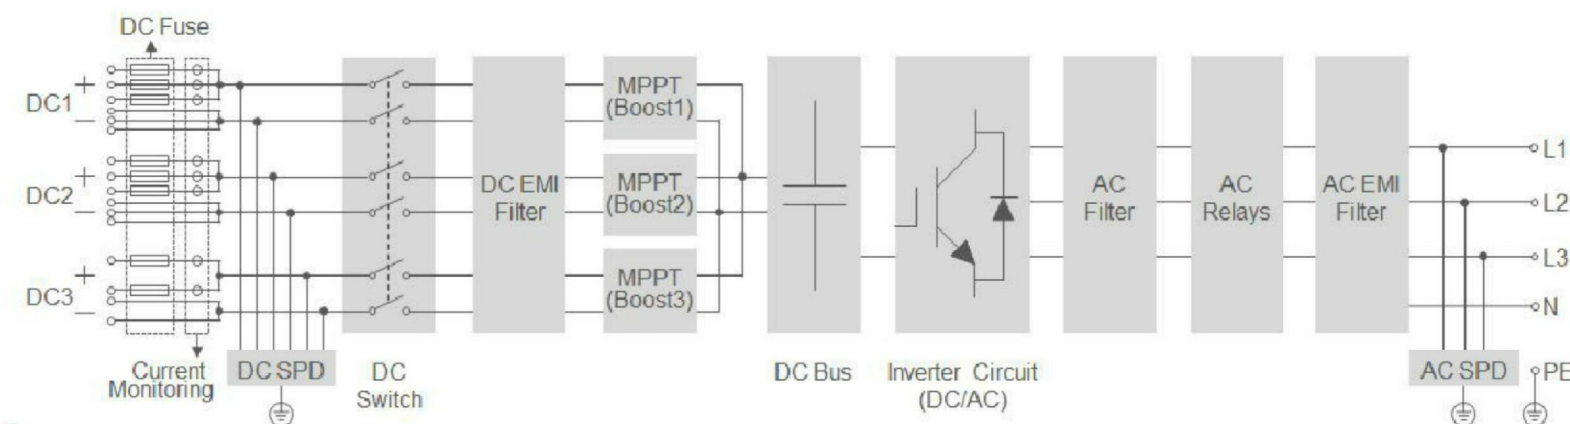 DC Fuse
DC1
+
−
DC2
+
−
DC3
+
−
Current
Monitoring
DC SPD
DC
Switch
DC EMI
Filter
MPPT
(Boost1)
MPPT
(Boost2)
MPPT
(Boost3)
DC Bus
Inverter Circuit
(DC/AC)
AC
Filter
AC
Relays
AC EMI
Filter
L1
L2
L3
N
AC SPD
PE